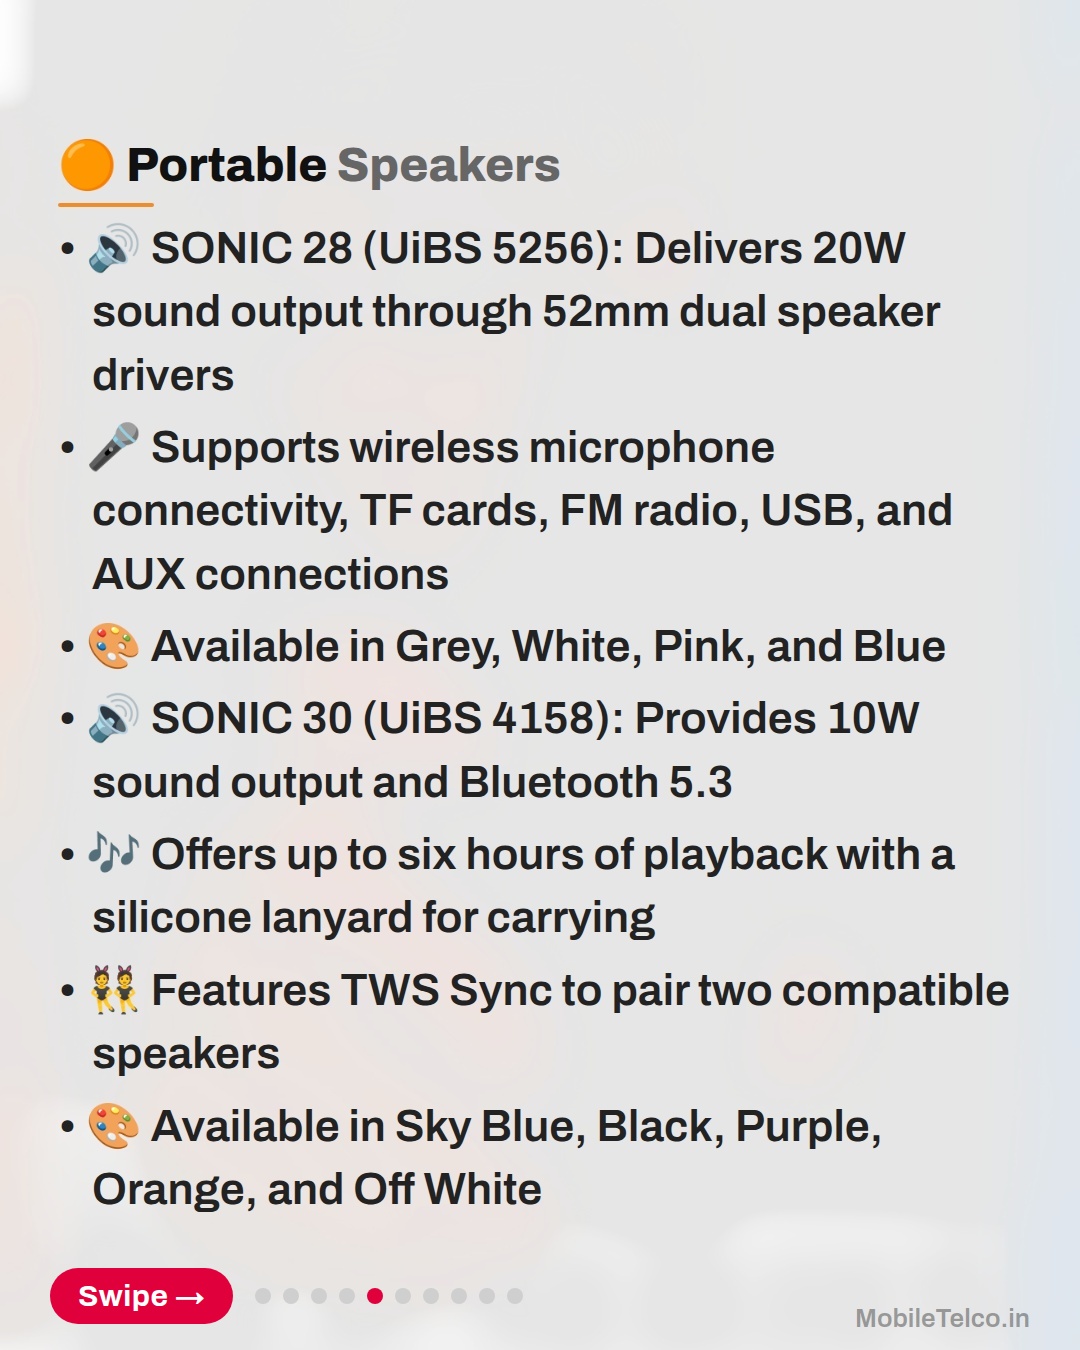 🟠 Portable Speakers
• 🔊 SONIC 28 (UiBS 5256): Delivers 20W
sound output through 52mm dual speaker
drivers
• 🎤 Supports wireless microphone
connectivity, TF cards, FM radio, USB, and
AUX connections
• 🎨 Available in Grey, White, Pink, and Blue
• 🔊 SONIC 30 (UiBS 4158): Provides 10W
sound output and Bluetooth 5.3
• 🎶 Offers up to six hours of playback with a
silicone lanyard for carrying
• 👯 Features TWS Sync to pair two compatible
speakers
• 🎨 Available in Sky Blue, Black, Purple,
Orange, and Off White
Swipe →
MobileTelco.in